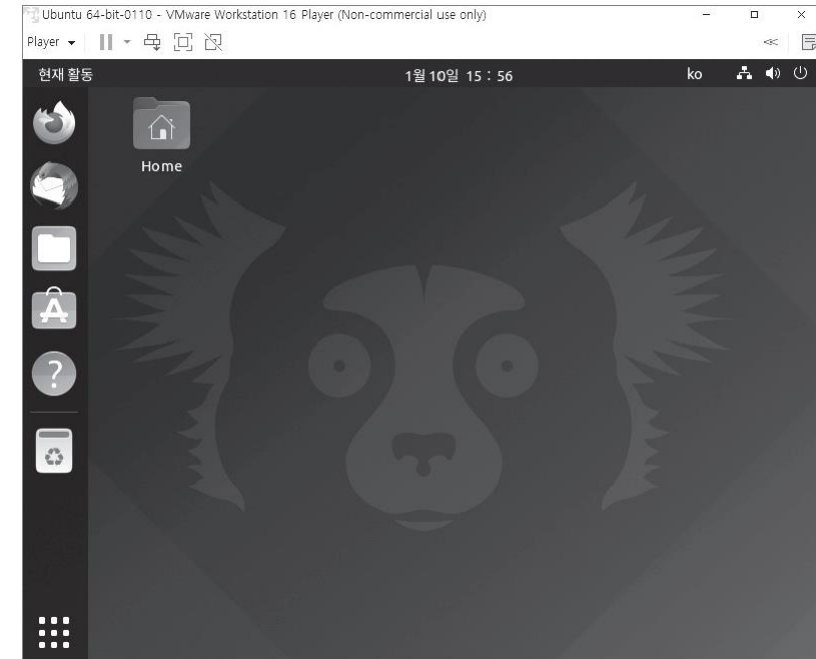 Ubuntu 64-bit-0110 - VMware Workstation 16 Player (Non-commercial use only)
Player
현재 활동
1월 10일 15 : 56
ko
Home